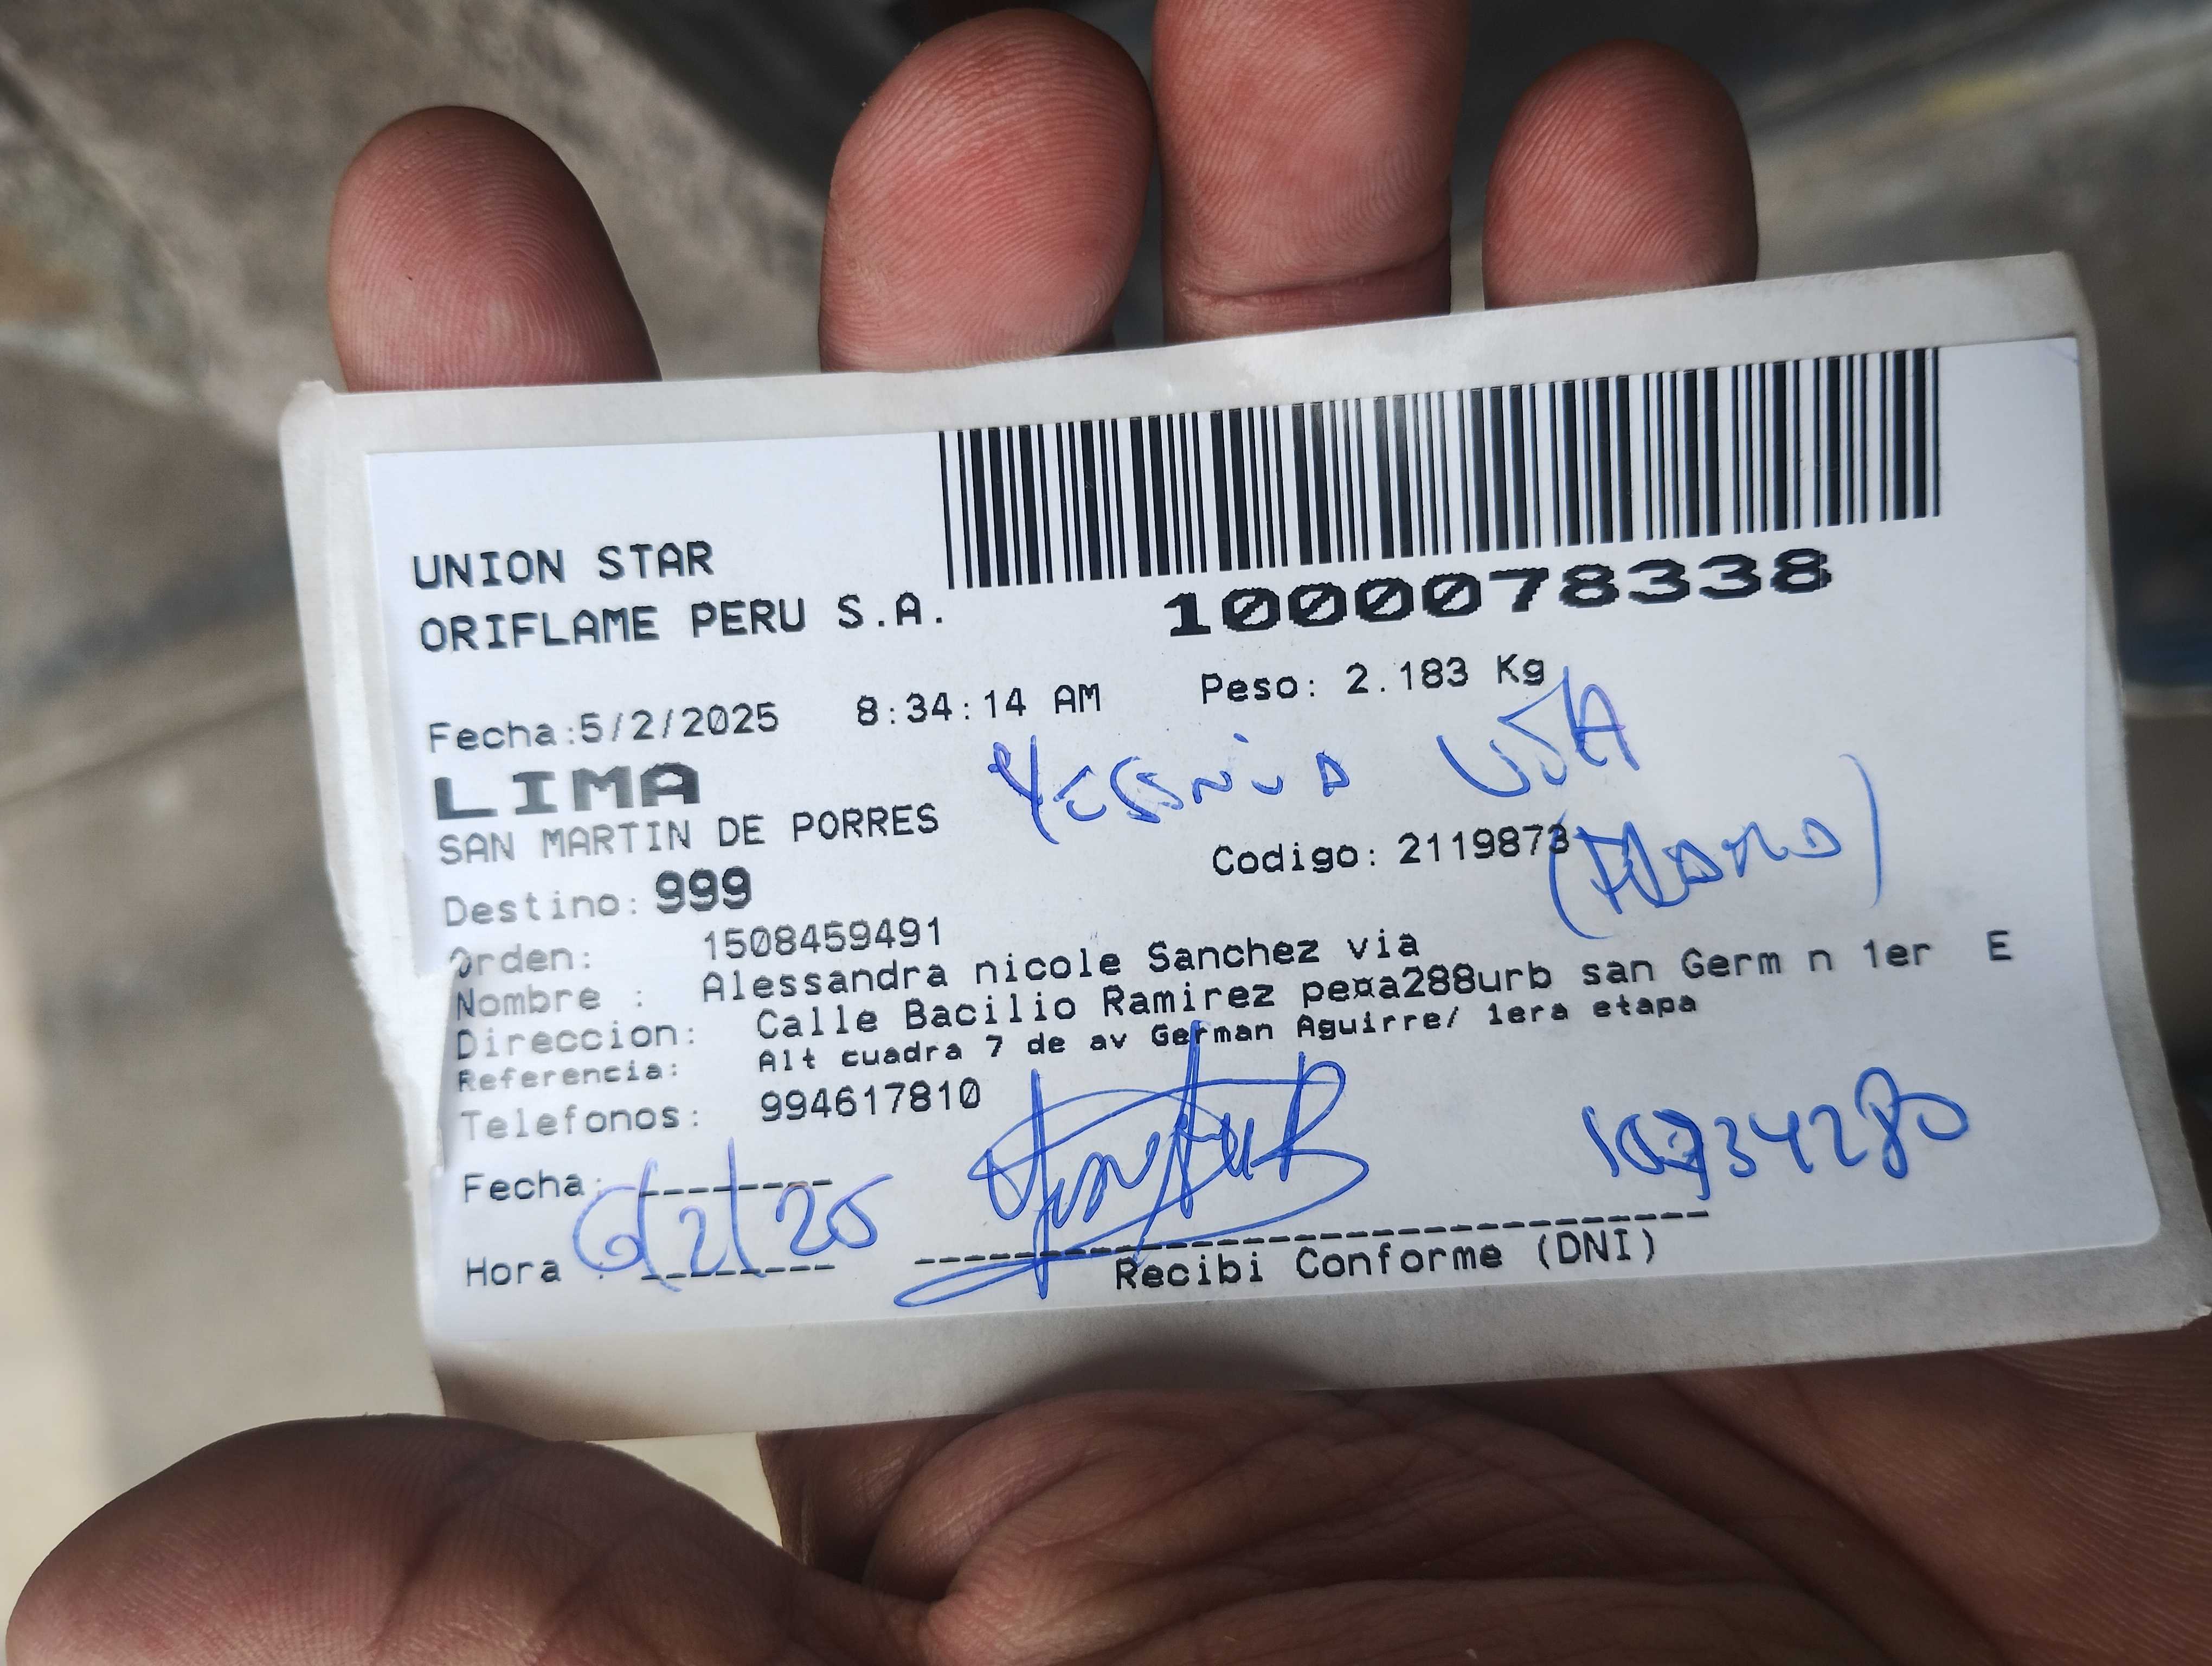 UNION STAR
ORIFLAME PERU S.A.
1000078338
Fecha:5/2/2025 8:34:14 AM Peso: 2.183 Kg
LIMA
SAN MARTIN DE PORRES
Codigo: 2119873
Destino: 999
Orden: 1508459491
Nombre : Alessandra nicole Sanchez via
Direccion: Calle Bacilio Ramirez pe¤a288urb san Germ n 1er E
Referencia: Alt cuadra 7 de av German Aguirre/ 1era etapa
Telefonos: 994617810
Fecha: 6/2/25
Hora :
Recibi Conforme (DNI)